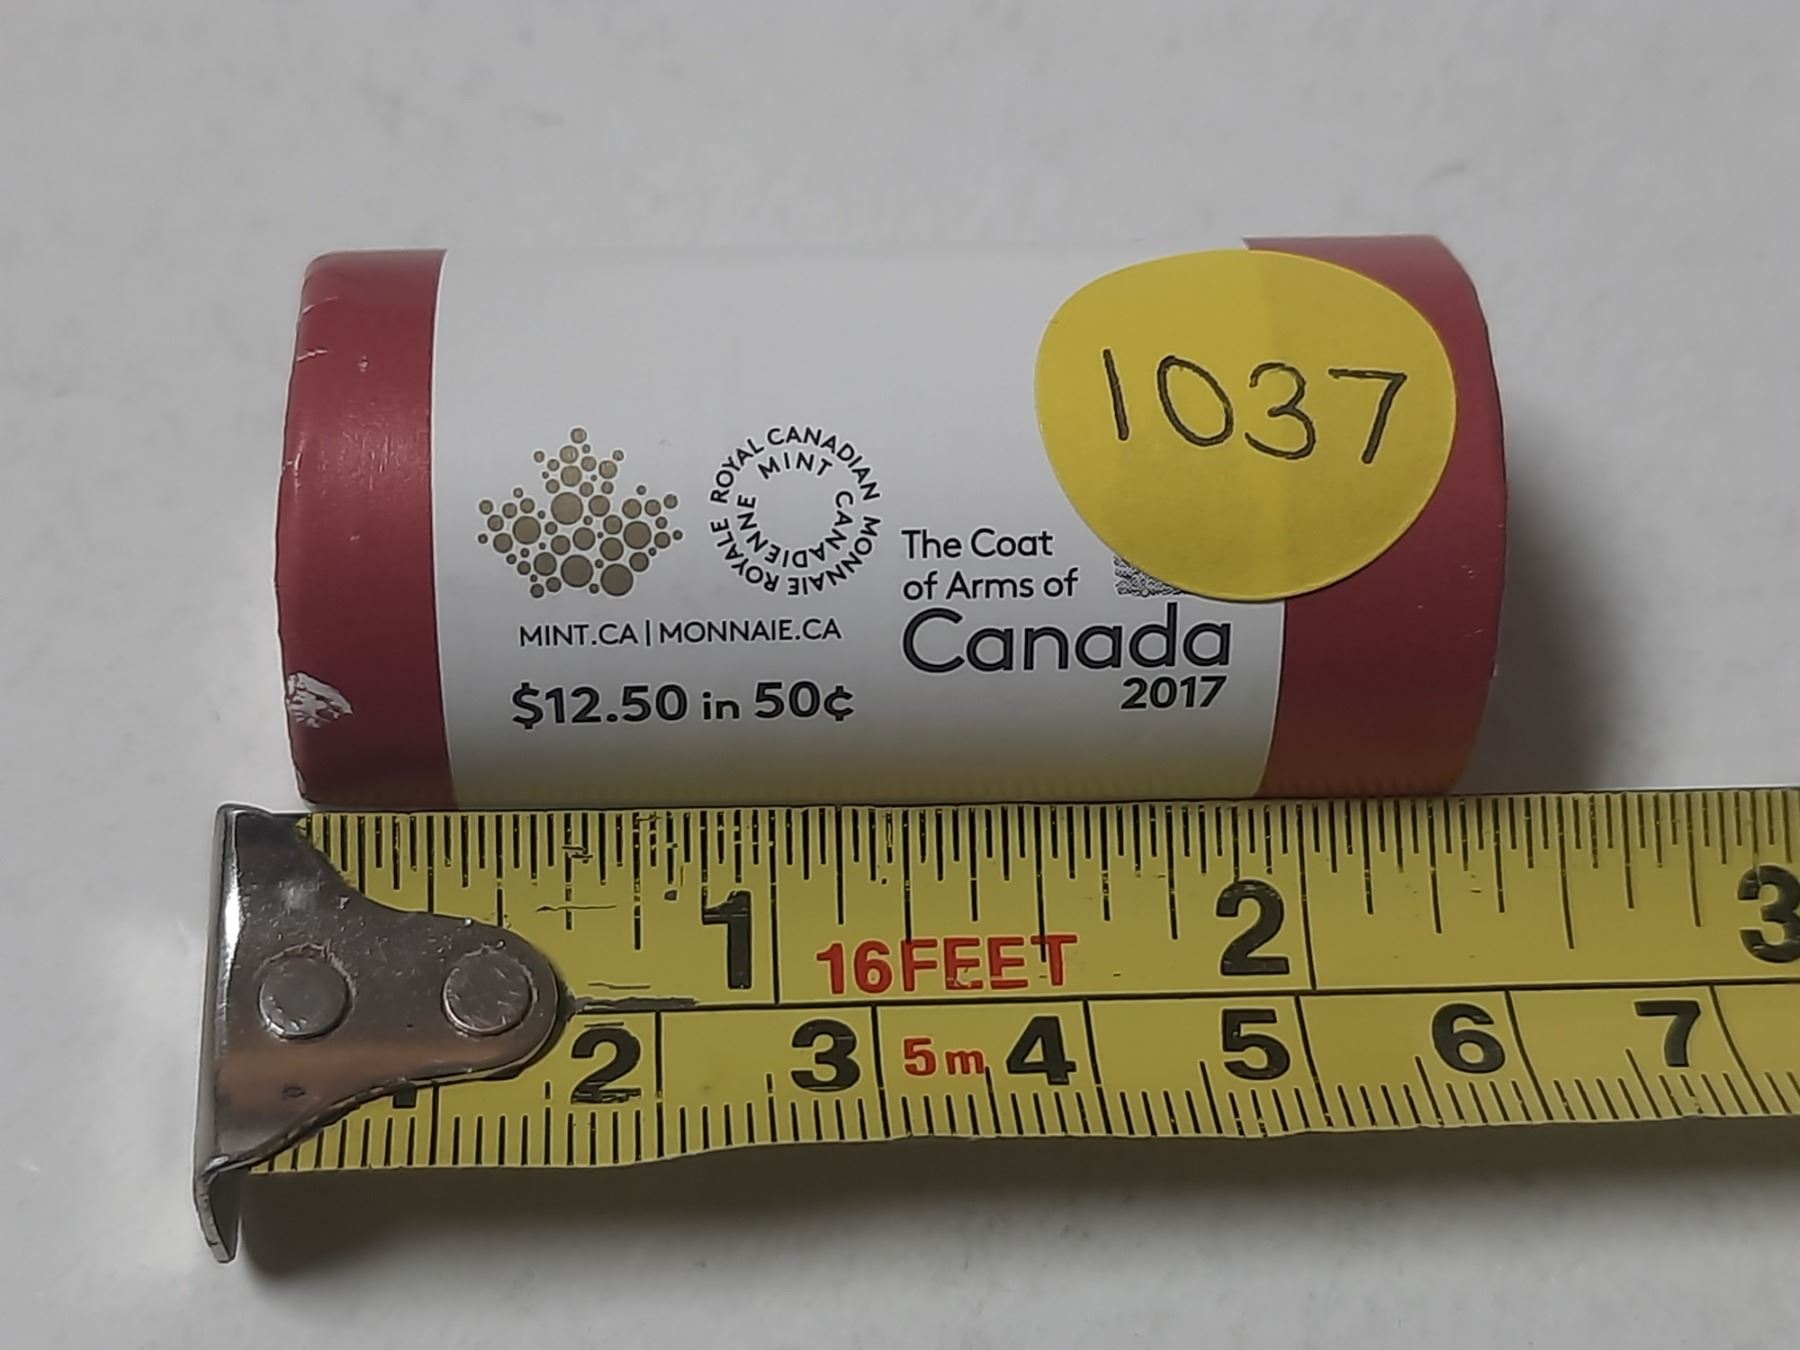 1037
ROYAL CANADIAN MINT
MONNAIE ROYALE CANADIENNE
The Coat
of Arms of
Canada
2017
MINT.CA | MONNAIE.CA
$12.50 in 50¢
1 2 3
16FEET
2 3 4 5 6 7
5m